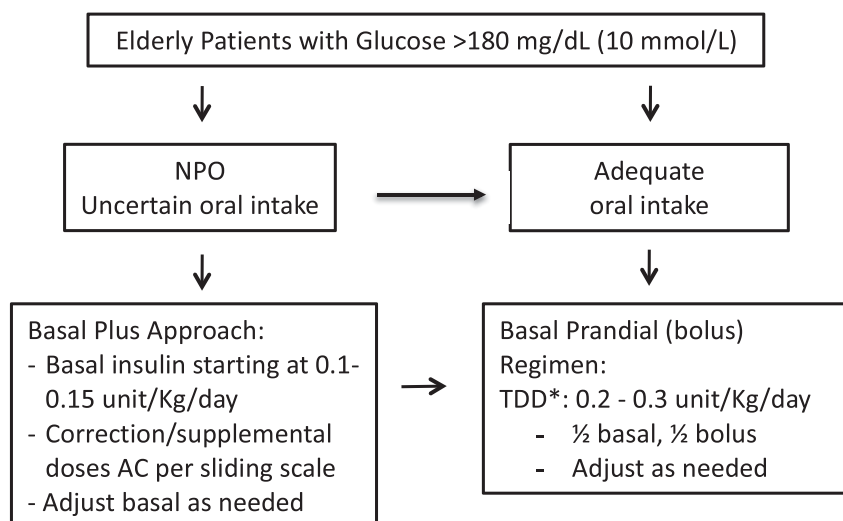 Elderly Patients with Glucose >180 mg/dL (10 mmol/L)
NPO
Uncertain oral intake
Adequate
oral intake
Basal Plus Approach:
- Basal insulin starting at 0.1-
0.15 unit/Kg/day
- Correction/supplemental
doses AC per sliding scale
- Adjust basal as needed
Basal Prandial (bolus)
Regimen:
TDD*: 0.2 - 0.3 unit/Kg/day
- ½ basal, ½ bolus
- Adjust as needed